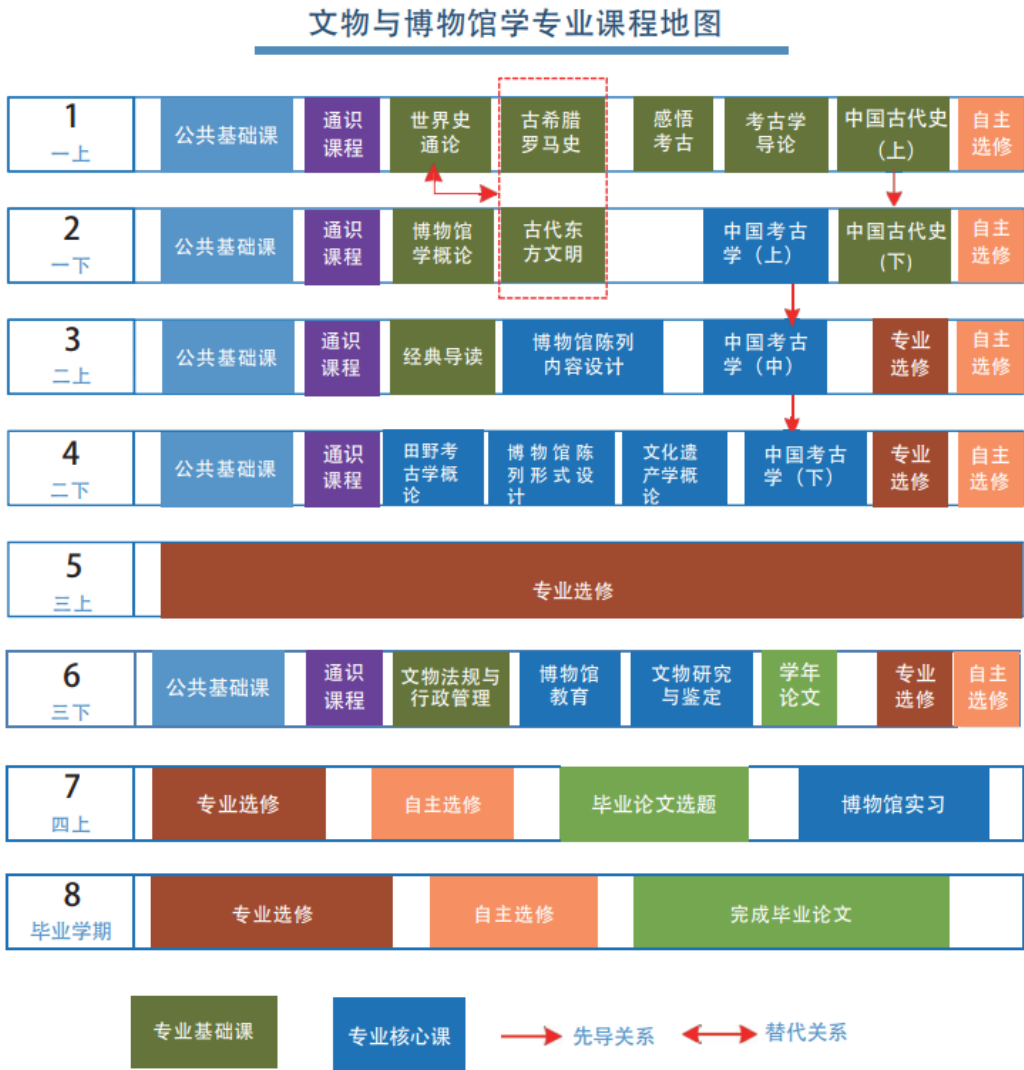 文物与博物馆学专业课程地图
1
一上
公共基础课
通识
课程
世界史
通论
古希腊
罗马史
感悟
考古
考古学
导论
中国古代史
（上）
自主
选修
2
一下
公共基础课
通识
课程
博物馆
学概论
古代东
方文明
中国考古
学（上）
中国古代史
(下)
自主
选修
3
二上
公共基础课
通识
课程
经典导读
博物馆陈列
内容设计
中国考古
学（中）
专业
选修
自主
选修
4
二下
公共基础课
通识
课程
田野考
古学概
论
博物馆陈
列形式设
计
文化遗
产学概
论
中国考古
学（下）
专业
选修
自主
选修
5
三上
专业选修
6
三下
公共基础课
通识
课程
文物法规与
行政管理
博物馆
教育
文物研究
与鉴定
学年
论文
专业
选修
自主
选修
7
四上
专业选修
自主选修
毕业论文选题
博物馆实习
8
毕业学期
专业选修
自主选修
完成毕业论文
专业基础课
专业核心课
先导关系
替代关系